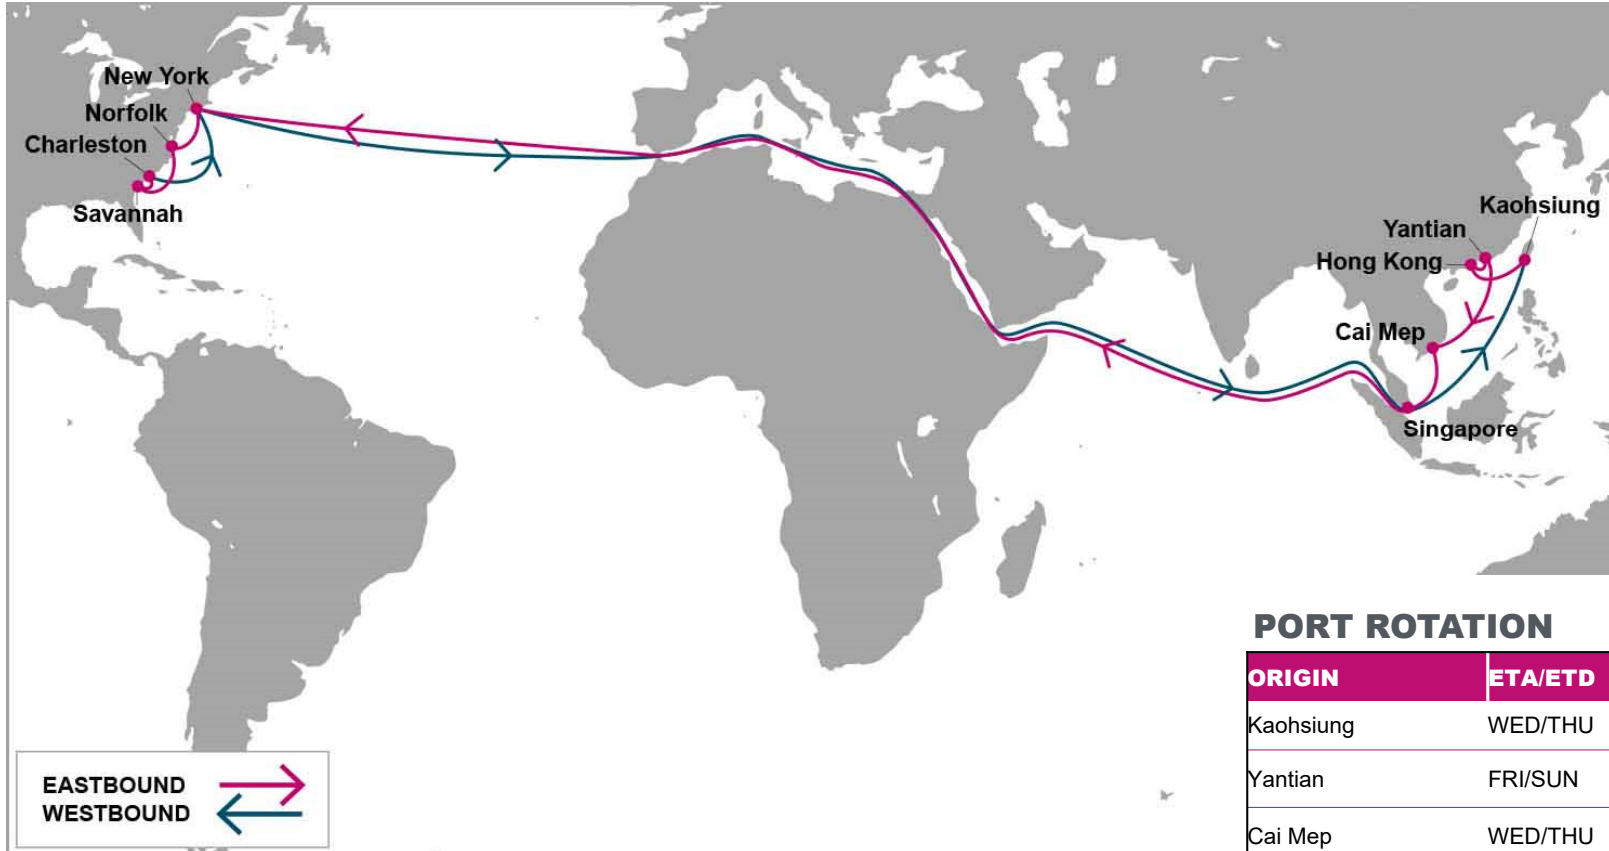 New York
Norfolk
Charleston
Savannah
Kaohsiung
Yantian
Hong Kong
Cai Mep
Singapore
EASTBOUND
WESTBOUND
PORT ROTATION
ORIGIN ETA/ETD
Kaohsiung WED/THU
Yantian FRI/SUN
Cai Mep WED/THU